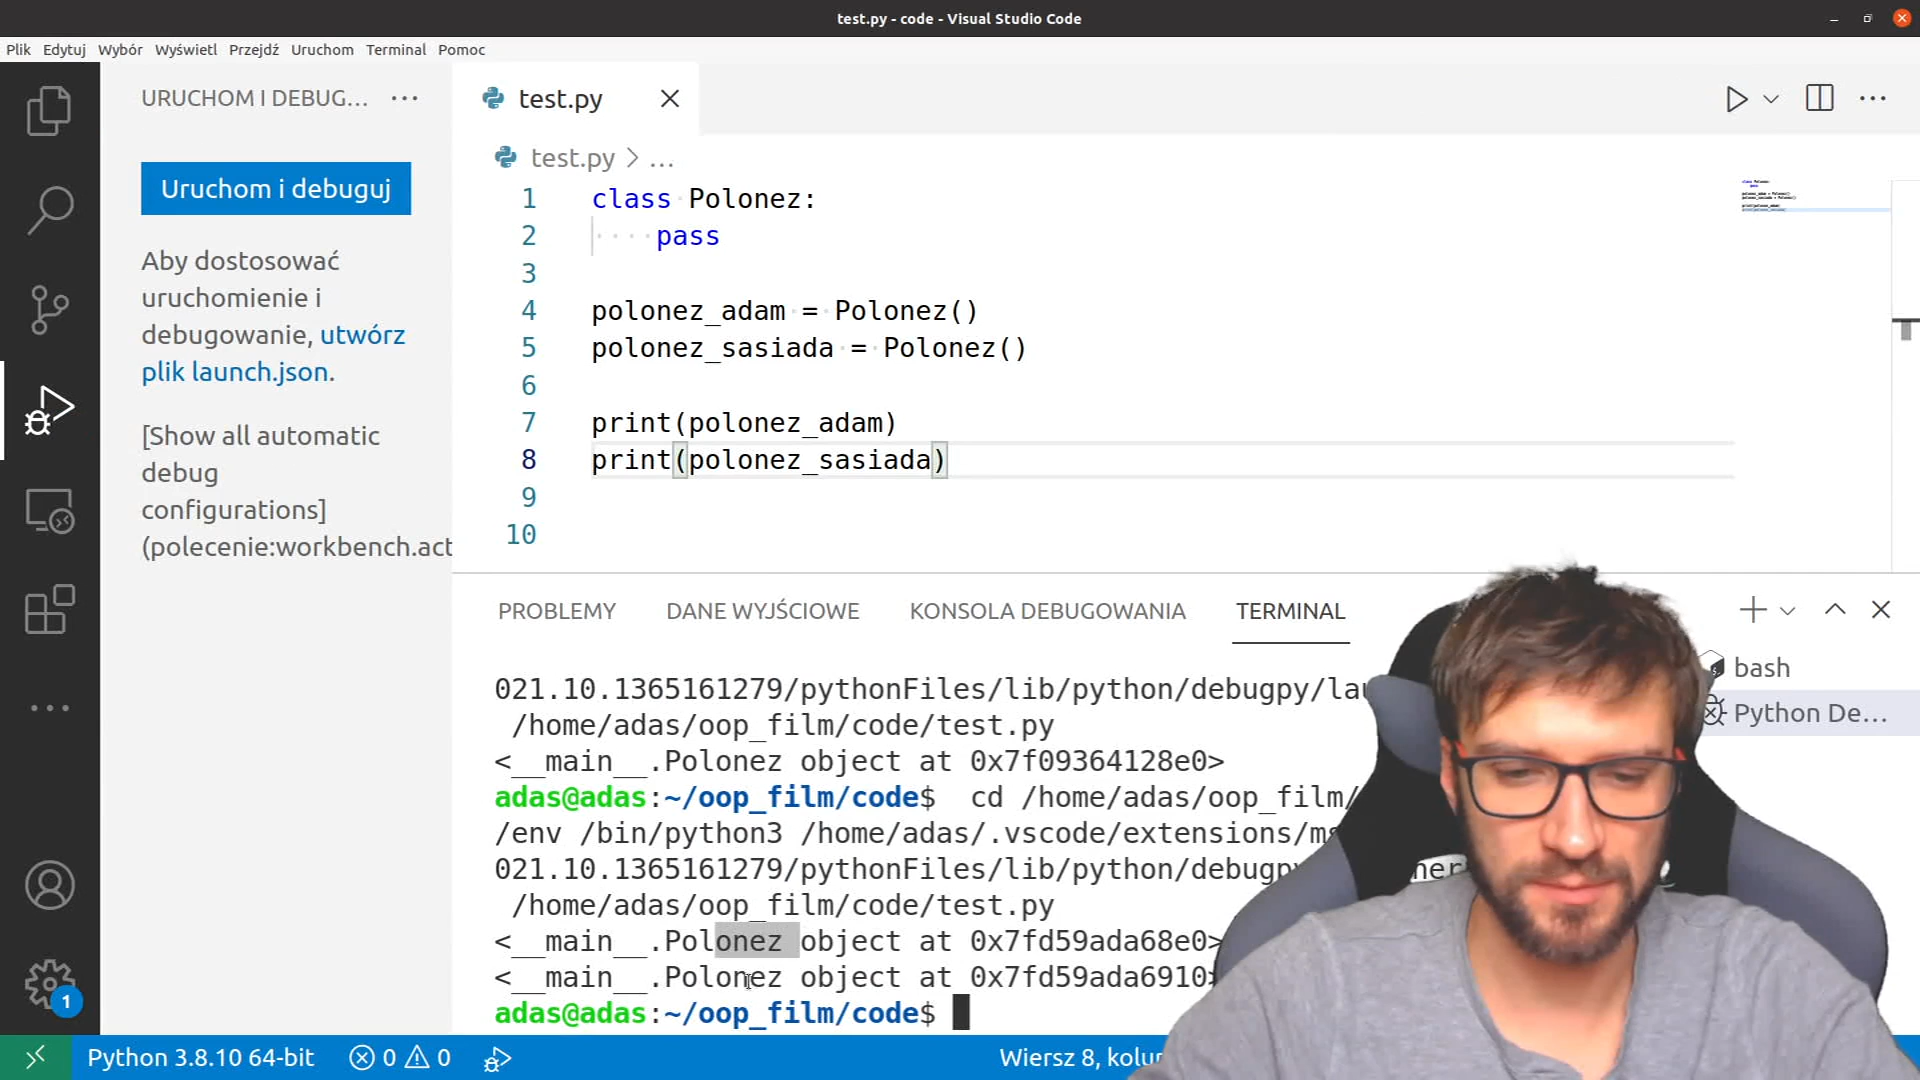 test.py - code - Visual Studio Code
Plik Edytuj Wybór Wyświetl Przejdź Uruchom Terminal Pomoc
URUCHOM I DEBUG...
Uruchom i debuguj
Aby dostosować
uruchomienie i
debugowanie, utwórz
plik launch.json.
[Show all automatic
debug
configurations]
(polecenie:workbench.act
test.py
test.py > ...
1 class Polonez:
2 pass
3
4 polonez_adam = Polonez()
5 polonez_sasiada = Polonez()
6
7 print(polonez_adam)
8 print(polonez_sasiada)
9
10
PROBLEMY DANE WYJŚCIOWE KONSOLA DEBUGOWANIA TERMINAL
bash
Python De...
021.10.1365161279/pythonFiles/lib/python/debugpy/lau
/home/adas/oop_film/code/test.py
<__main__.Polonez object at 0x7f09364128e0>
adas@adas:~/oop_film/code$ cd /home/adas/oop_film/
/env /bin/python3 /home/adas/.vscode/extensions/ms
021.10.1365161279/pythonFiles/lib/python/debugpy her
/home/adas/oop_film/code/test.py
<__main__.Polonez object at 0x7fd59ada68e0>
<__main__.Polonez object at 0x7fd59ada6910>
adas@adas:~/oop_film/code$
1
Python 3.8.10 64-bit 0 0 Wiersz 8, kolu